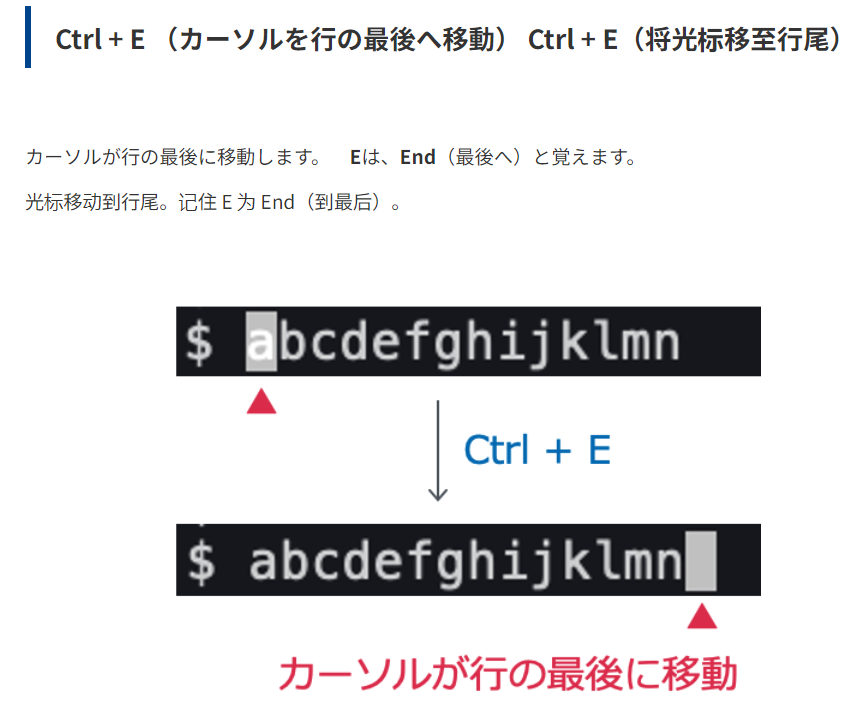 Ctrl + E （カーソルを行の最後へ移動） Ctrl + E（将光标移至行尾）
カーソルが行の最後に移動します。　Eは、End（最後へ）と覚えます。
光标移动到行尾。记住 E 为 End（到最后）。
$ abcdefghijklmn
Ctrl + E
$ abcdefghijklmn
カーソルが行の最後に移動